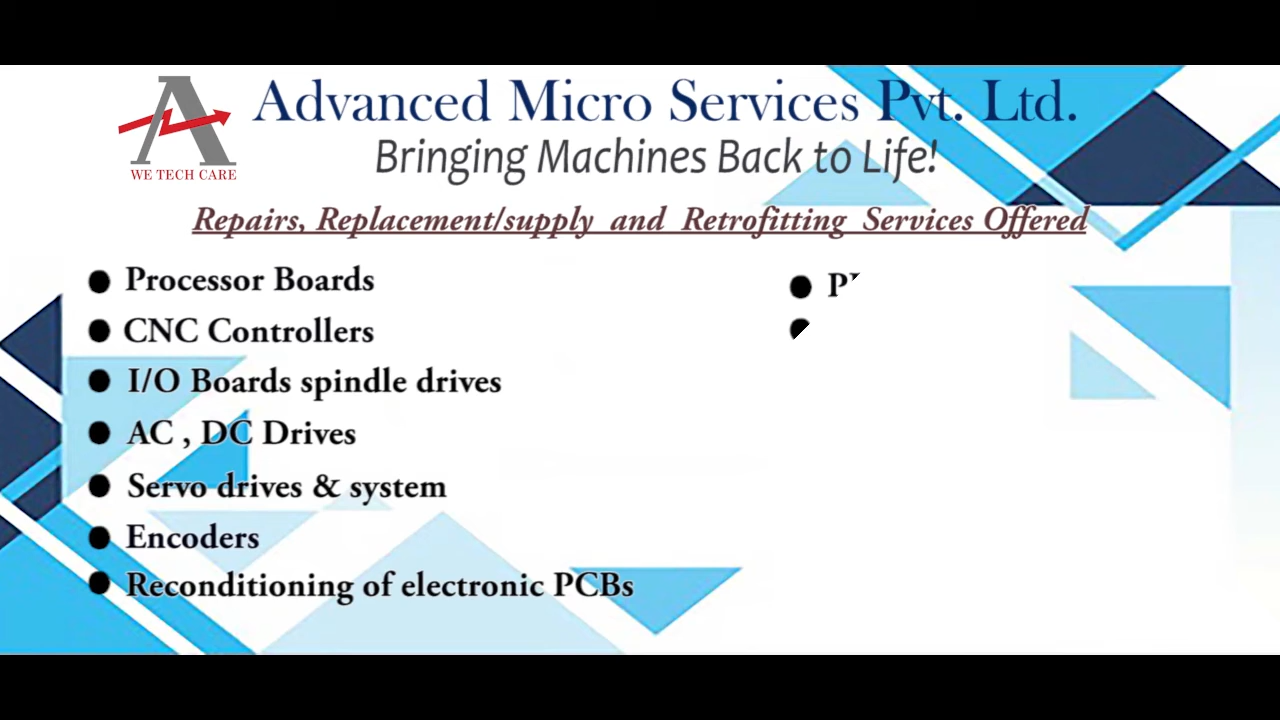 Advanced Micro Services Pvt. Ltd.
Bringing Machines Back to Life!
WE TECH CARE
Repairs, Replacement/supply and Retrofitting Services Offered
● Processor Boards
● CNC Controllers
● I/O Boards spindle drives
● AC , DC Drives
● Servo drives & system
● Encoders
● Reconditioning of electronic PCBs